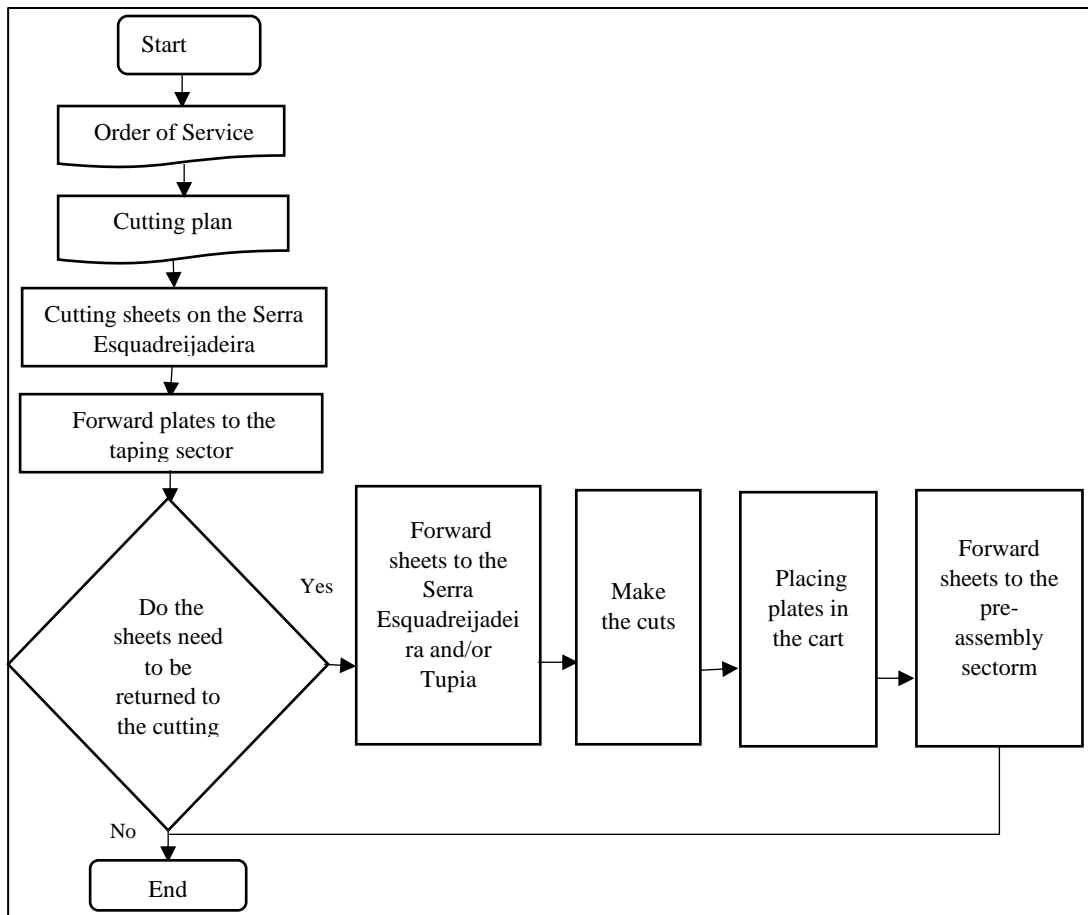 Start
Order of Service
Cutting plan
Cutting sheets on the Serra
Esquadreijadeira
Forward plates to the
taping sector
Do the
sheets need
to be
returned to
the cutting
Yes
Forward
sheets to the
Serra
Esquadreijadei
ra and/or
Tupia
Make
the cuts
Placing
plates in
the cart
Forward
sheets to the
pre-
assembly
sectorm
No
End